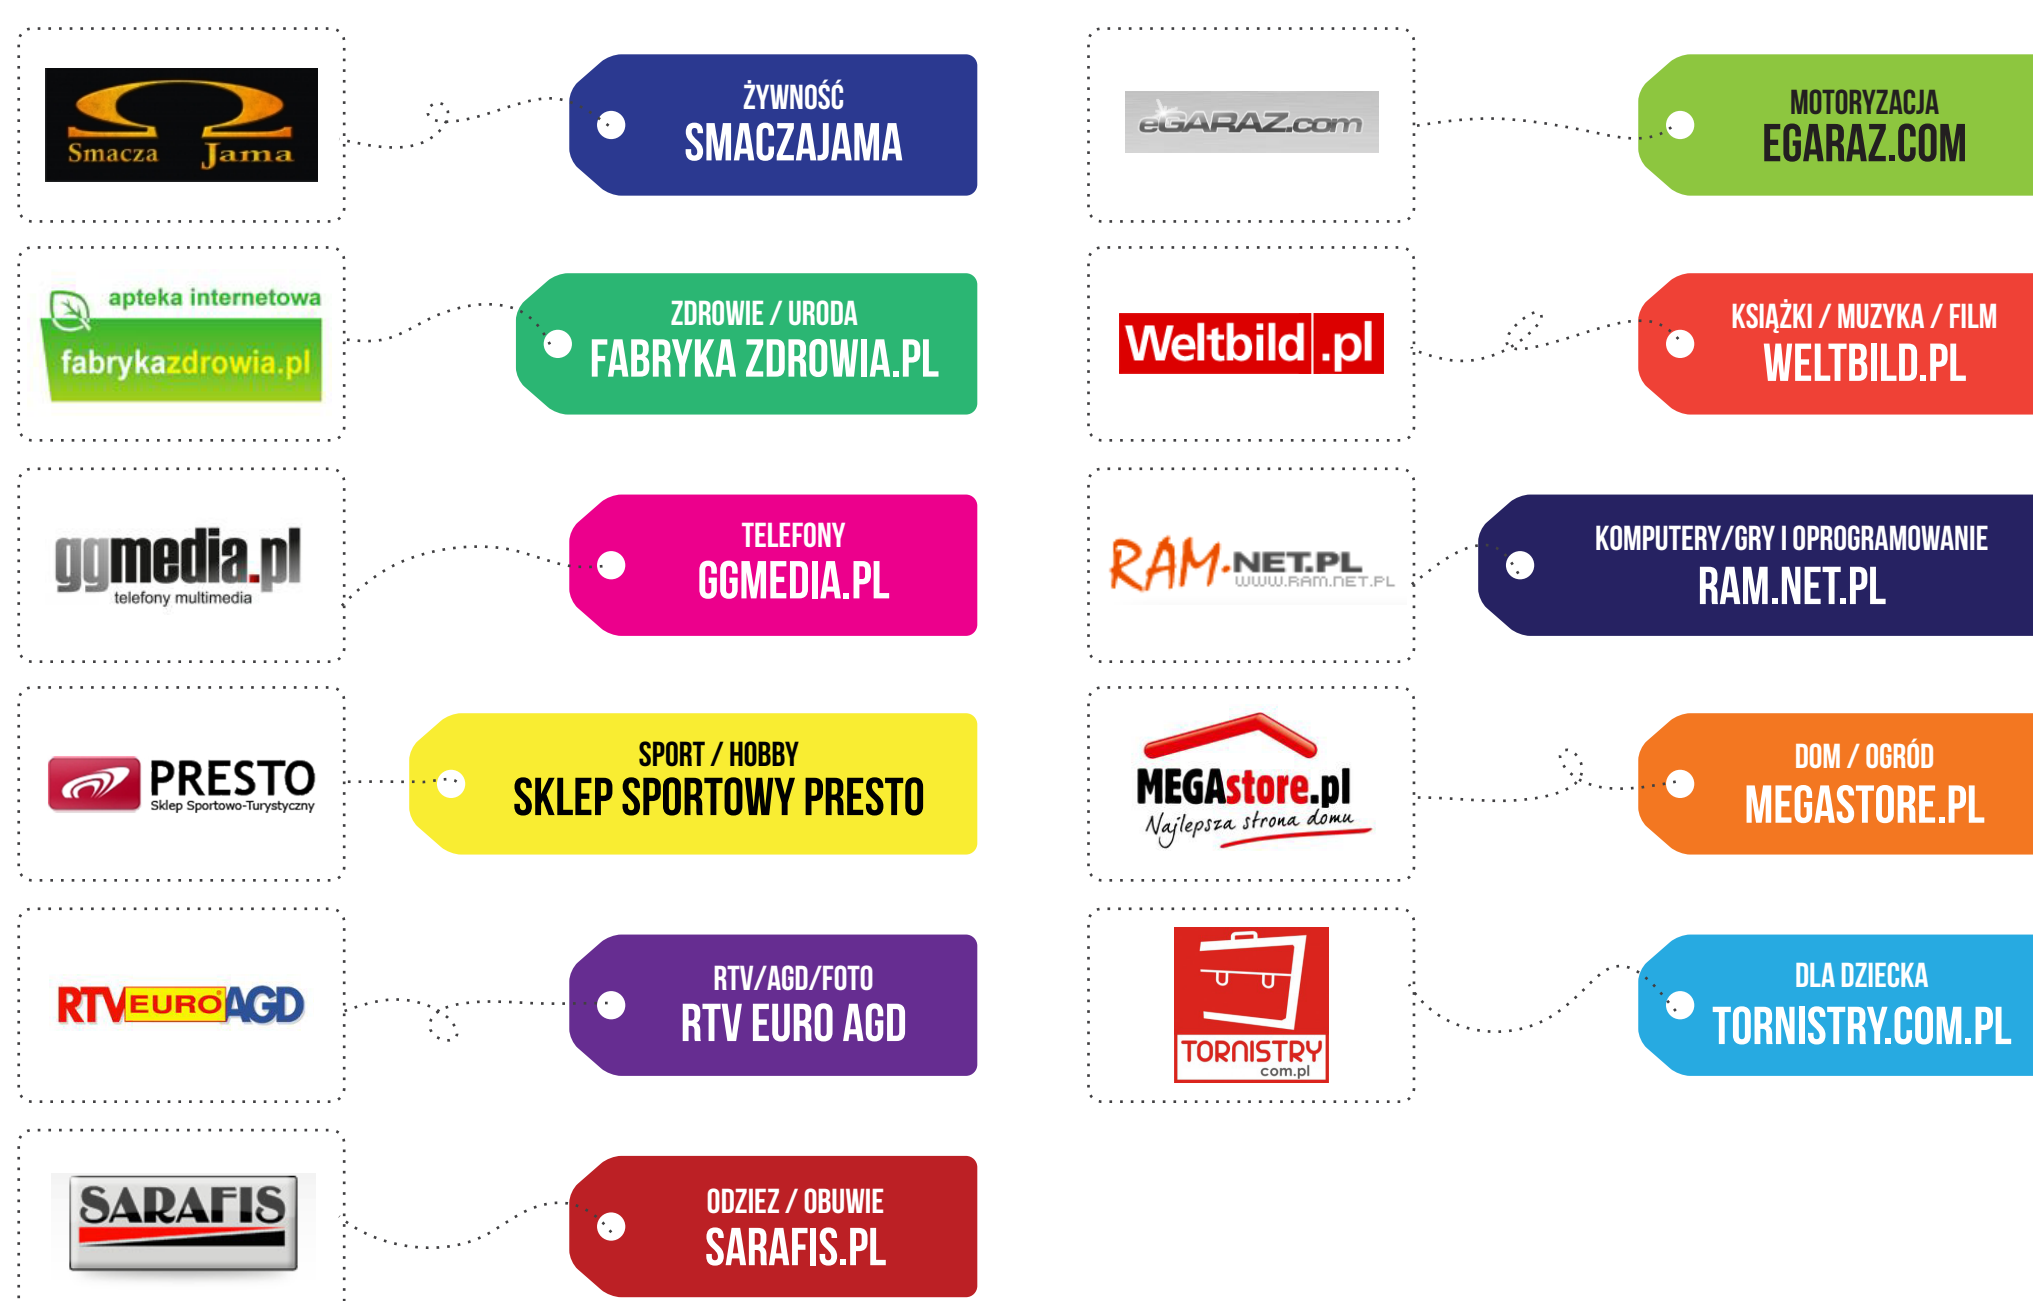 Smacza Jama
ŻYWNOŚĆ
SMACZAJAMA
apteka internetowa
fabrykazdrowia.pl
ZDROWIE / URODA
FABRYKA ZDROWIA.PL
ggmedia.pl
telefony multimedia
TELEFONY
GGMEDIA.PL
PRESTO
Sklep Sportowo-Turystyczny
SPORT / HOBBY
SKLEP SPORTOWY PRESTO
RTV EURO AGD
RTV/AGD/FOTO
RTV EURO AGD
SARAFIS
ODZIEZ / OBUWIE
SARAFIS.PL
eGARAZ.com
MOTORYZACJA
EGARAZ.COM
Weltbild.pl
KSIĄŻKI / MUZYKA / FILM
WELTBILD.PL
RAM.NET.PL
WWW.RAM.NET.PL
KOMPUTERY/GRY I OPROGRAMOWANIE
RAM.NET.PL
MEGAstore.pl
Najlepsza strona domu
DOM / OGRÓD
MEGASTORE.PL
TORNISTRY
com.pl
DLA DZIECKA
TORNISTRY.COM.PL